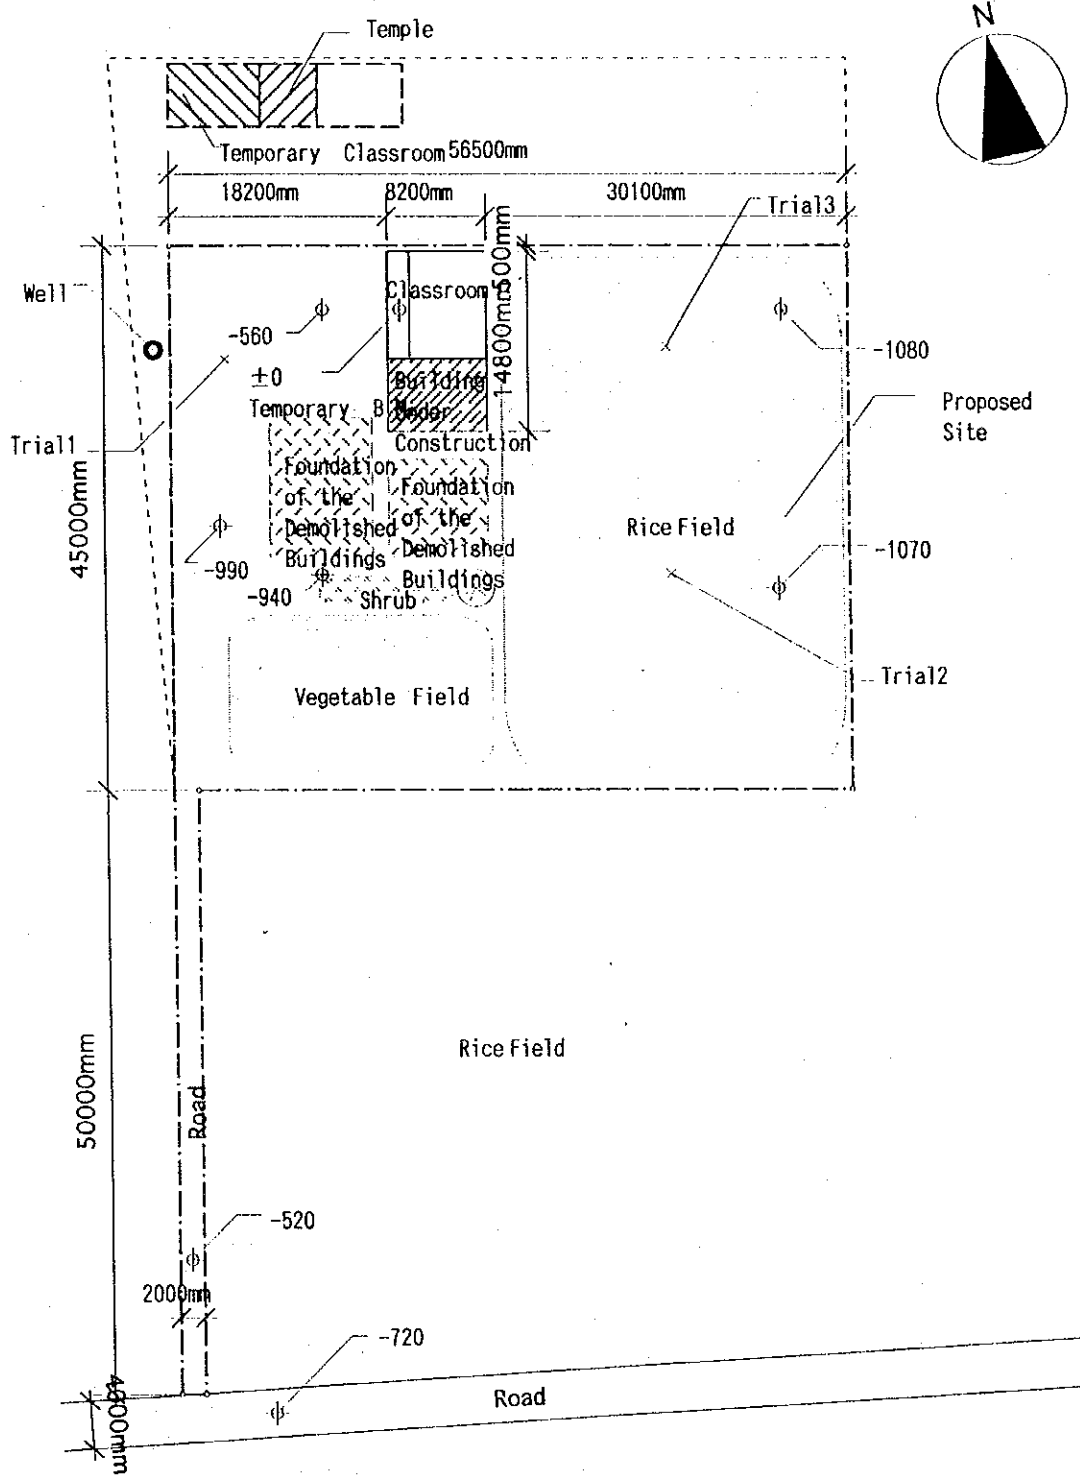 N
Temple
Temporary Classroom
56500mm
18200mm
8200mm
30100mm
Trial3
500mm
Well
Classroom
-560
14800mm
-1080
±0
Building
Under
Construction
Temporary B
Proposed
Site
Trial1
45000mm
Foundation
of the
Demolished
Buildings
Foundation
of the
Demolished
Buildings
Rice Field
-1070
-990
-940
Shrub
Trial2
Vegetable Field
50000mm
Road
Rice Field
-520
2000mm
-720
Road
4000mm